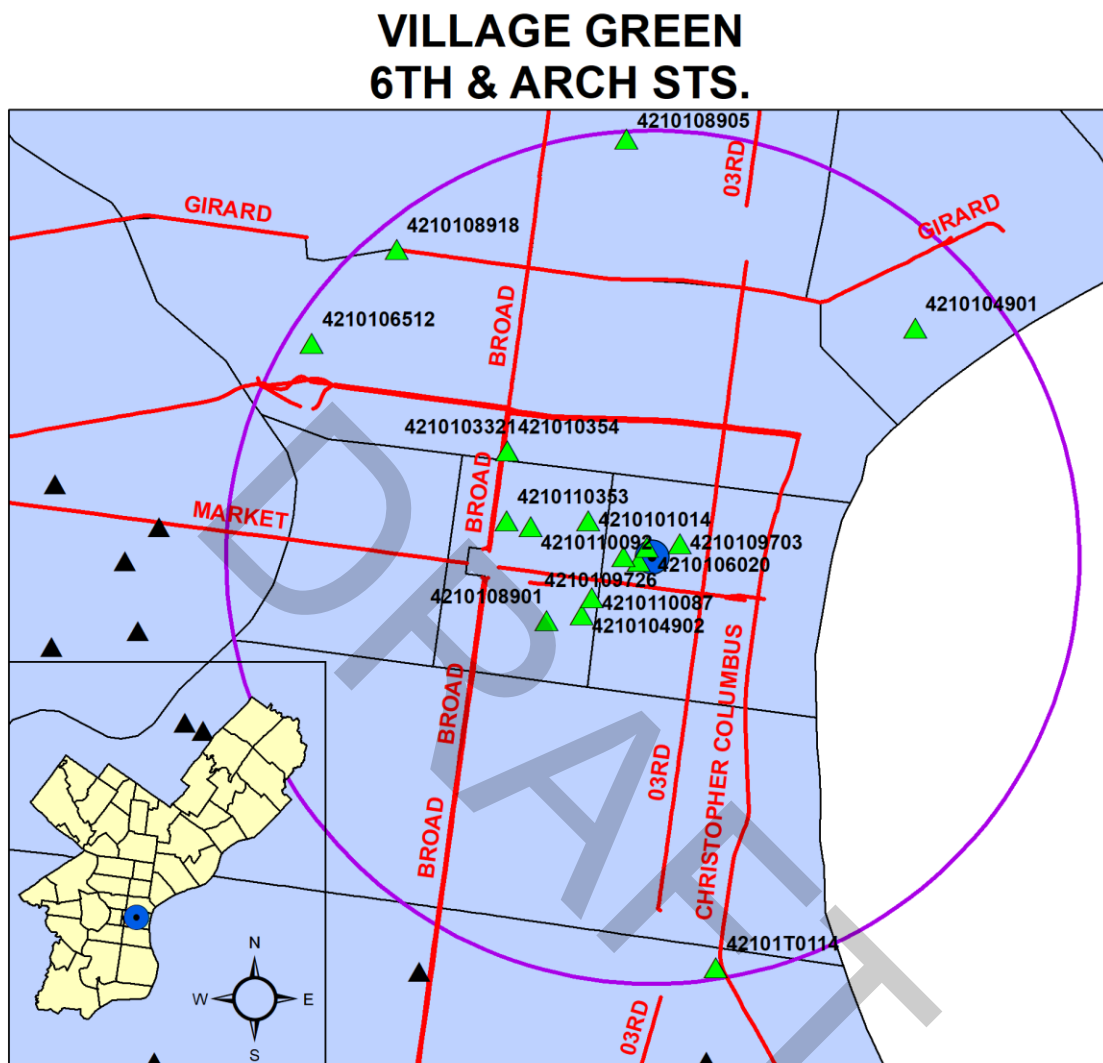 VILLAGE GREEN
6TH & ARCH STS.
4210108905
03RD
GIRARD
GIRARD
4210108918
4210104901
BROAD
4210106512
4210103321421010354
BROAD
4210110353
MARKET
4210101014
4210110092
4210109703
4210106020
4210109726
4210108901
4210110087
4210104902
BROAD
CHRISTOPHER COLUMBUS
03RD
BROAD
42101T0114
N
W
E
S
03RD
DRAFT